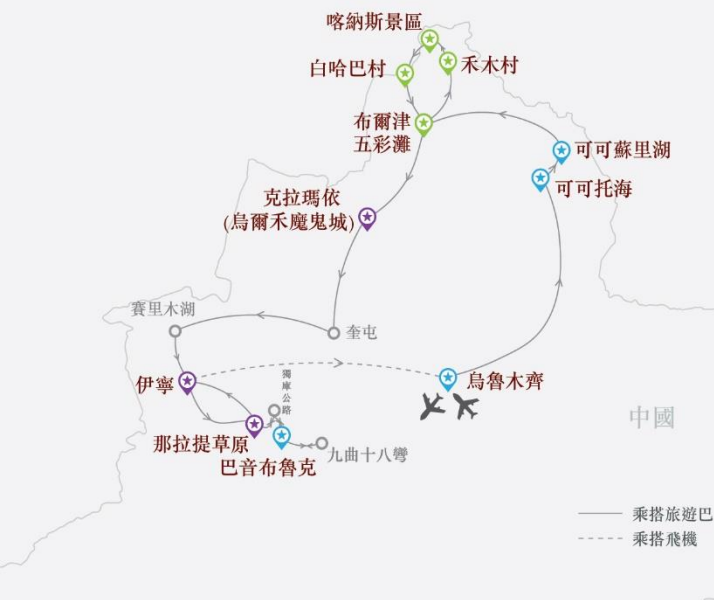 喀納斯景區
白哈巴村
禾木村
布爾津
五彩灘
可可蘇里湖
可可托海
克拉瑪依
(烏爾禾魔鬼城)
賽里木湖
奎屯
伊寧
獨庫公路
烏魯木齊
中國
那拉提草原
巴音布魯克
九曲十八彎
乘搭旅遊巴
乘搭飛機